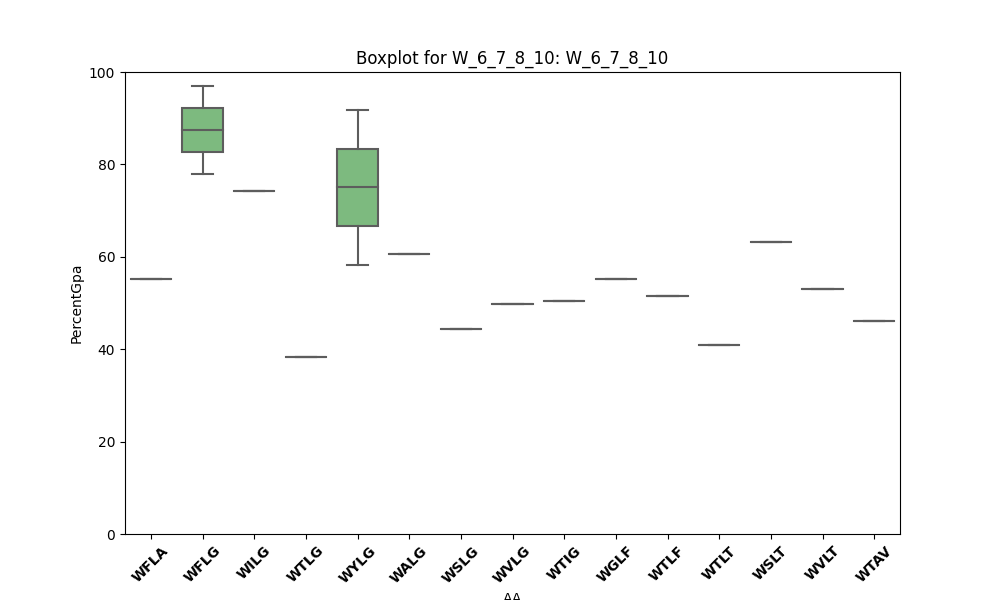 Boxplot for W_6_7_8_10: W_6_7_8_10
PercentGpa
100
80
60
40
20
0
WFLA WFLG WILG WTLG WYLG WALG WSLG WVLG WTIG WGLF WTLF WTLT WSLT WVLT WTAV
AA